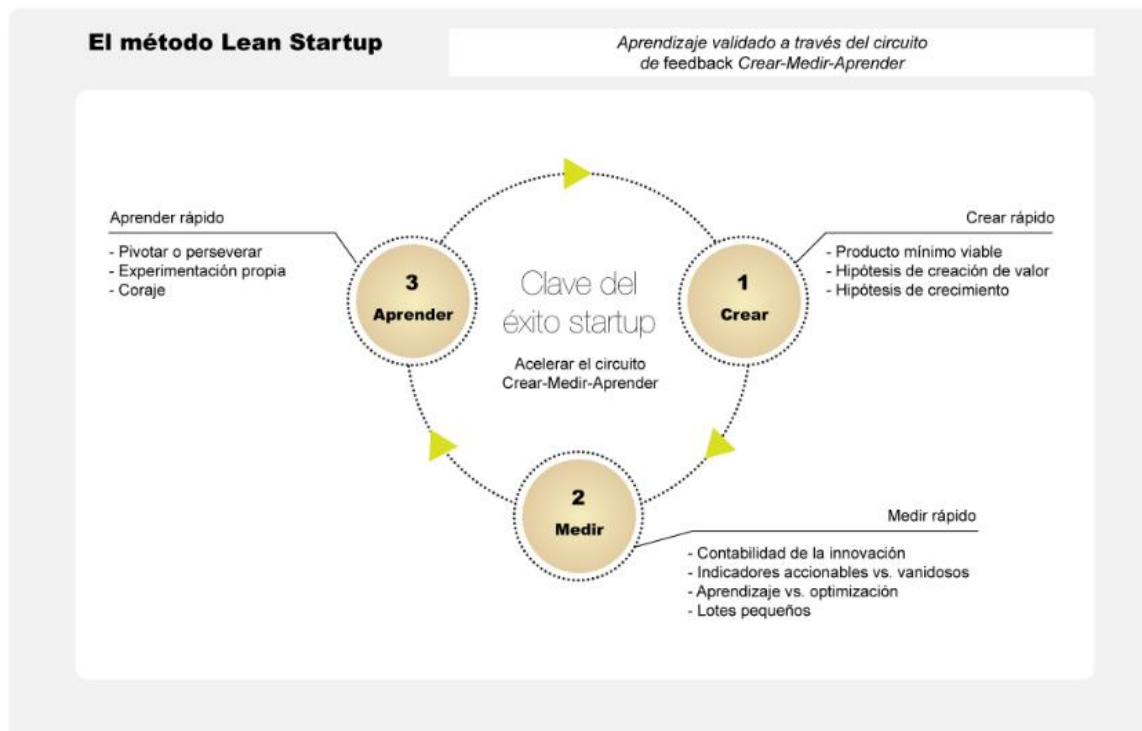 El método Lean Startup
Aprendizaje validado a través del circuito
de feedback Crear-Medir-Aprender
Aprender rápido
- Pivotar o perseverar
- Experimentación propia
- Coraje
Crear rápido
- Producto mínimo viable
- Hipótesis de creación de valor
- Hipótesis de crecimiento
3
Aprender
Clave del
éxito startup
Acelerar el circuito
Crear-Medir-Aprender
1
Crear
2
Medir
Medir rápido
- Contabilidad de la innovación
- Indicadores accionables vs. vanidosos
- Aprendizaje vs. optimización
- Lotes pequeños